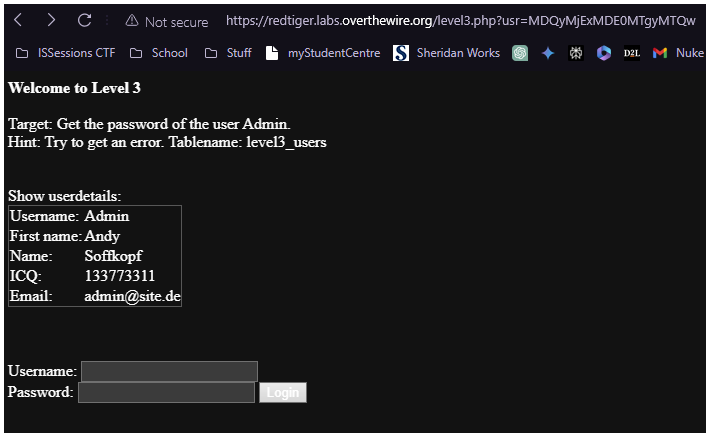 Not secure https://redtiger.labs.overthewire.org/level3.php?usr=MDQyMjExMDE0MTgyMTQw
ISSessions CTF School Stuff myStudentCentre S Sheridan Works D2L Nuke
Welcome to Level 3
Target: Get the password of the user Admin.
Hint: Try to get an error. Tablename: level3_users
Show userdetails:
Username: Admin
First name: Andy
Name: Soffkopf
ICQ: 133773311
Email: admin@site.de
Username:
Password: Login